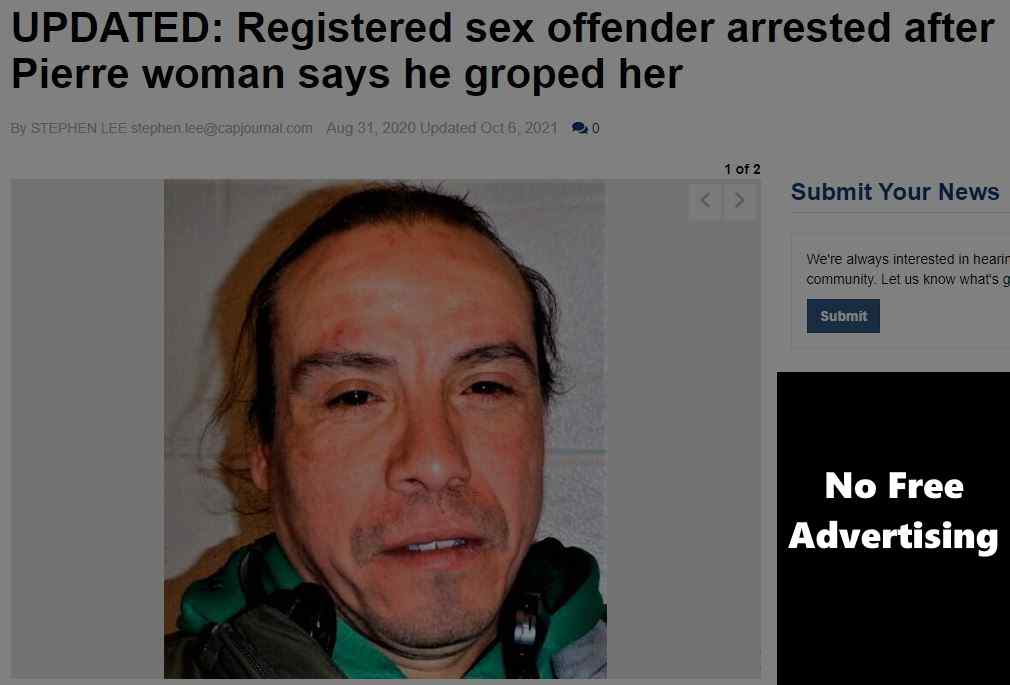 UPDATED: Registered sex offender arrested after
Pierre woman says he groped her
By STEPHEN LEE stephen.lee@capjournal.com Aug 31, 2020 Updated Oct 6, 2021 0
1 of 2
Submit Your News
We're always interested in hearin
community. Let us know what's g
Submit
No Free
Advertising